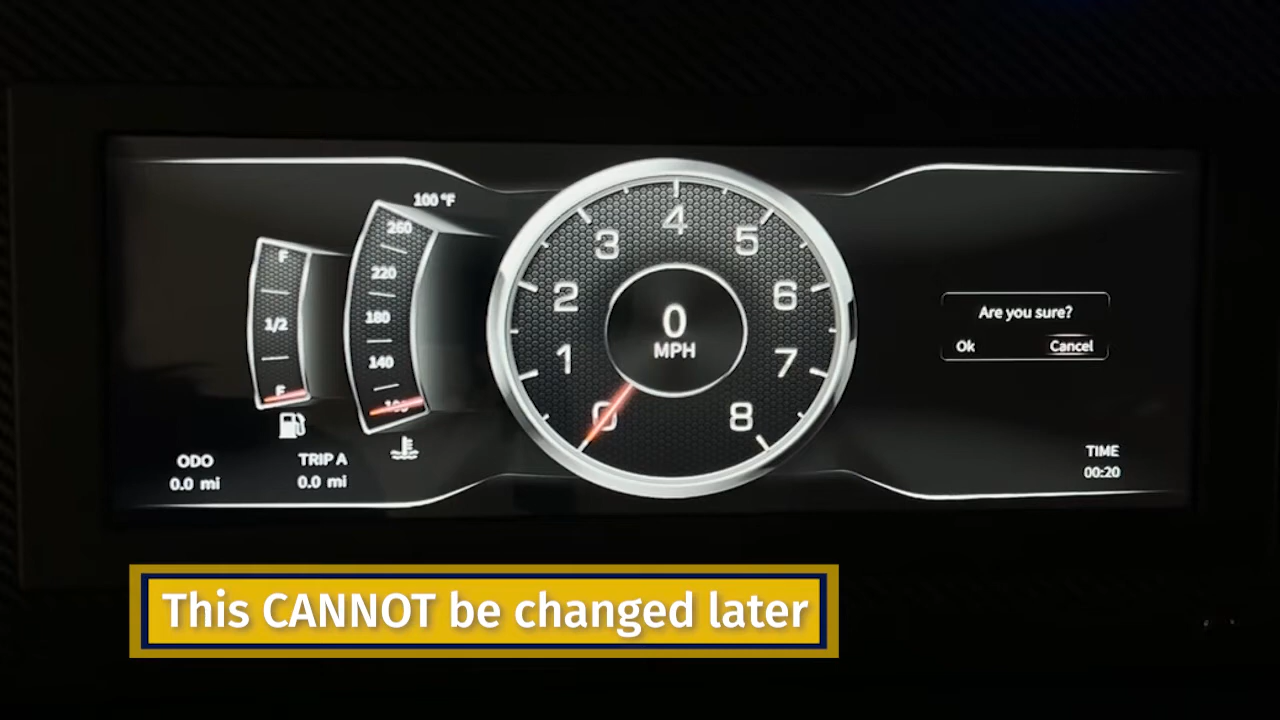 100 °F
260
220
180
140
F
1/2
ODO
0.0 mi
TRIP A
0.0 mi
0
1
2
3
4
5
6
7
8
0
MPH
Are you sure?
Ok Cancel
TIME
00:20
This CANNOT be changed later